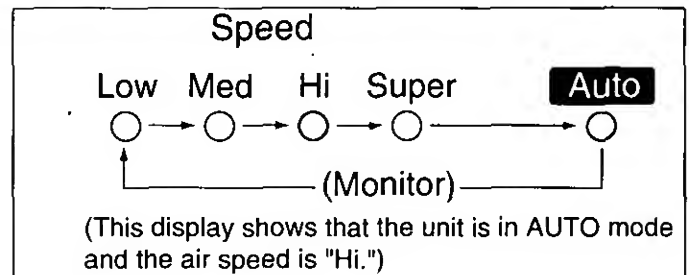 Speed
Low Med Hi Super Auto
(Monitor)
(This display shows that the unit is in AUTO mode
and the air speed is "Hi.")